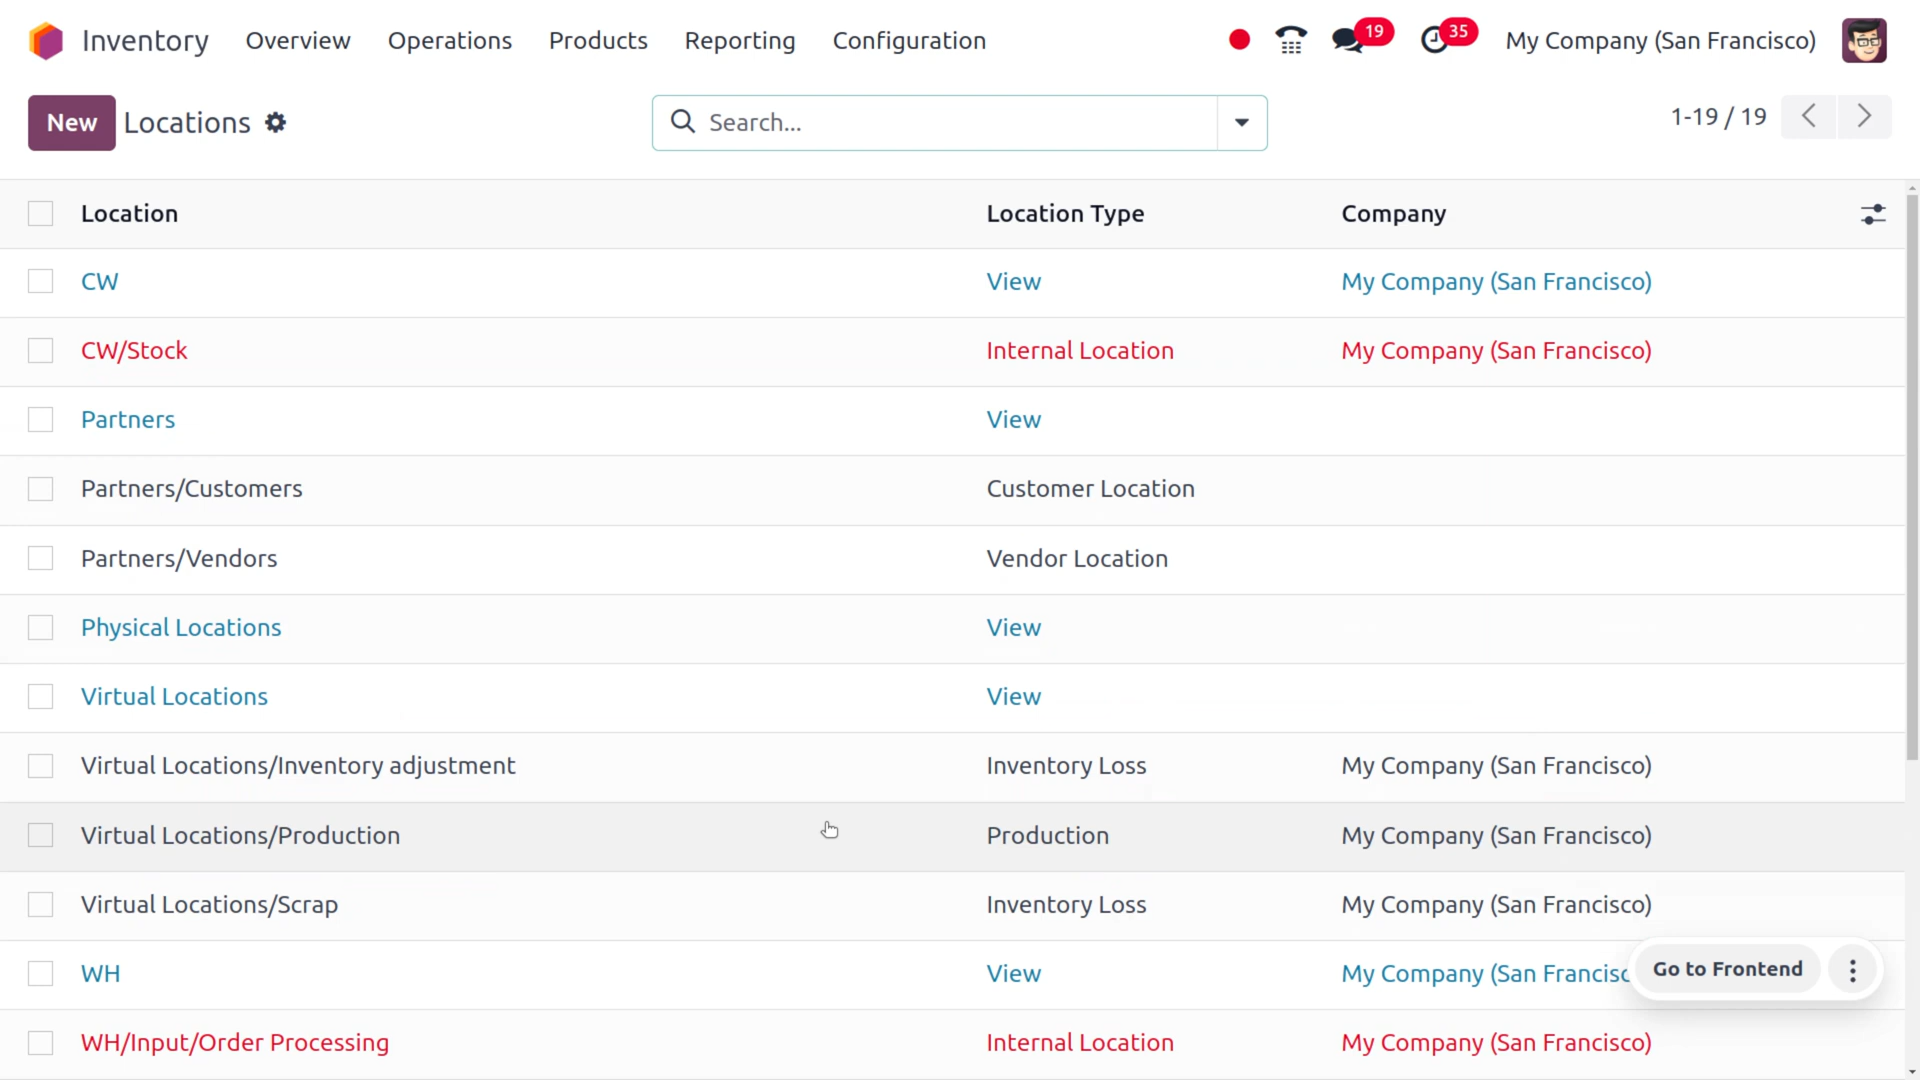 Inventory Overview Operations Products Reporting Configuration 19 35 My Company (San Francisco)
New Locations Search... 1-19 / 19
Location Location Type Company
CW View My Company (San Francisco)
CW/Stock Internal Location My Company (San Francisco)
Partners View
Partners/Customers Customer Location
Partners/Vendors Vendor Location
Physical Locations View
Virtual Locations View
Virtual Locations/Inventory adjustment Inventory Loss My Company (San Francisco)
Virtual Locations/Production Production My Company (San Francisco)
Virtual Locations/Scrap Inventory Loss My Company (San Francisco)
WH View My Company (San Francisc
Go to Frontend
WH/Input/Order Processing Internal Location My Company (San Francisco)